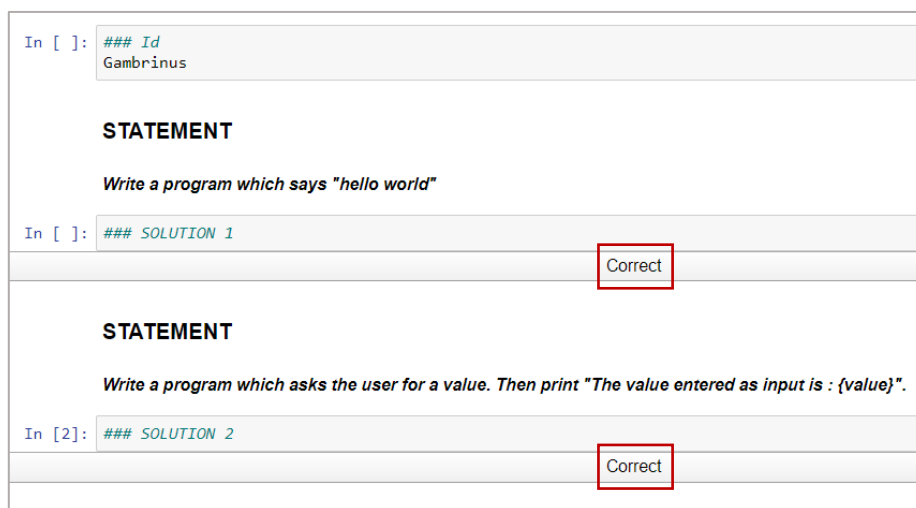 In [ ]: ### Id
Gambrinus
STATEMENT
Write a program which says "hello world"
In [ ]: ### SOLUTION 1
Correct
STATEMENT
Write a program which asks the user for a value. Then print "The value entered as input is : {value}".
In [2]: ### SOLUTION 2
Correct